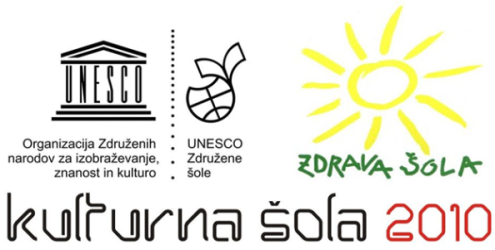 UNESCO
Organizacija Združenih
narodov za izobraževanje,
znanost in kulturo
UNESCO
Združene
šole
ZDRAVA ŠOLA
kulturna šola 2010